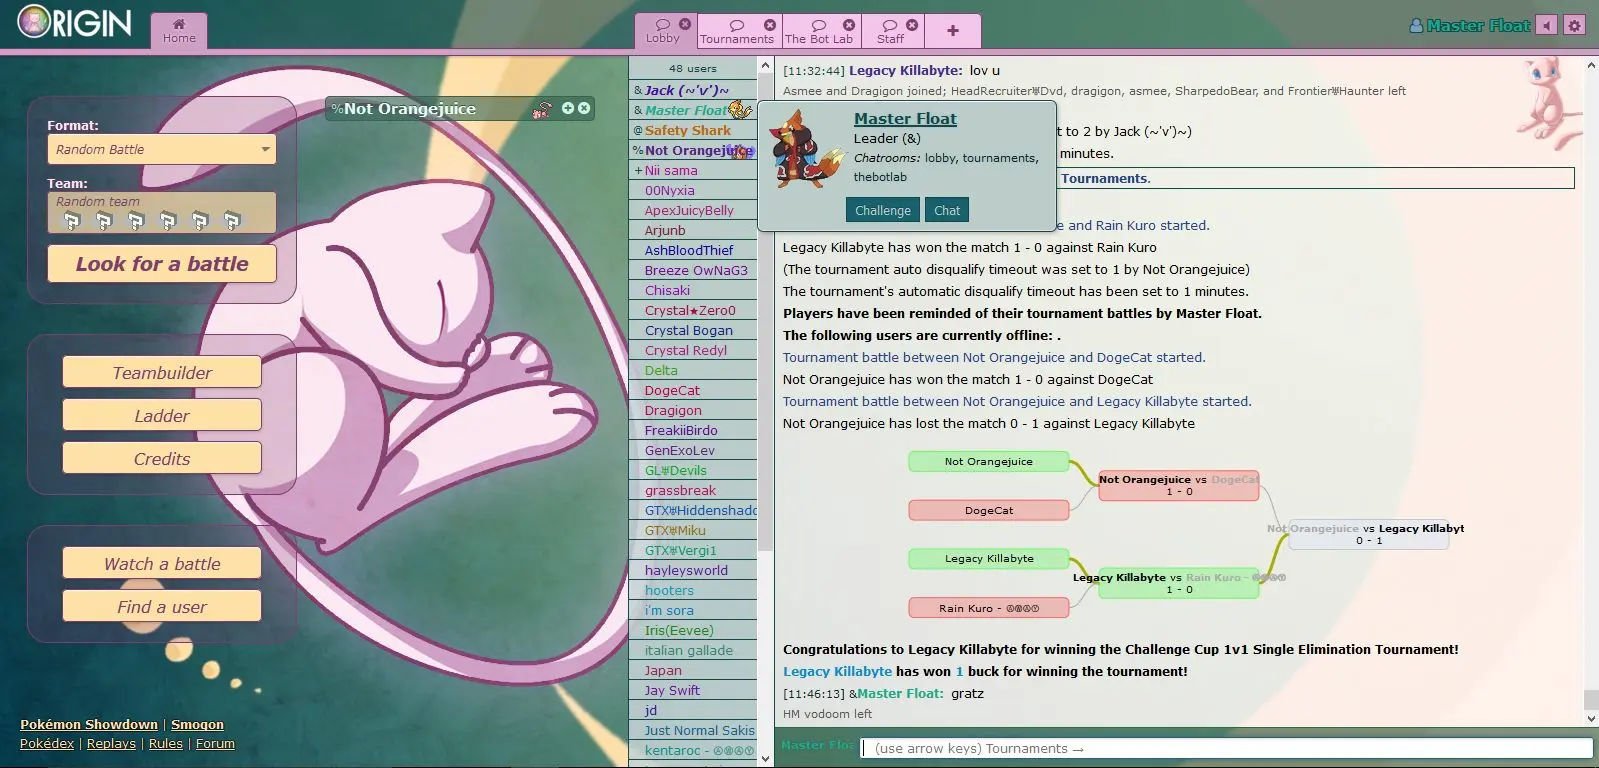 ORIGIN
Home
Lobby
Tournaments
The Bot Lab
Staff
Master Float
Format:
Random Battle
Team:
Random team
Look for a battle
Teambuilder
Ladder
Credits
Watch a battle
Find a user
Pokémon Showdown | Smogon
Pokédex | Replays | Rules | Forum
%Not Orangejuice
48 users
&Jack (~'v')~)
&Master Float
@Safety Shark
%Not Orangejuice
+Nii sama
00Nyxia
ApexJuicyBelly
Arjunb
AshBloodThief
Breeze OwNaG3
Chisaki
Crystal★Zero0
Crystal Bogan
Crystal Redyl
Delta
DogeCat
Dragigon
FreakiiBirdo
GenExoLev
GL♅Devils
grassbreak
GTX♅Hiddenshado
GTX♅Miku
GTX♅Vergi1
hayleysworld
hooters
i'm sora
Iris(Eevee)
italian gallade
Japan
Jay Swift
jd
Just Normal Sakis
kentaroc -
Master Float
Leader (&)
Chatrooms: lobby, tournaments,
thebotlab
Challenge Chat
[11:32:44] Legacy Killabyte: lov u
Asmee and Dragigon joined; HeadRecruiter♅Dvd, dragigon, asmee, SharpedoBear, and Frontier♅Haunter left
t to 2 by Jack (~'v')~)
minutes.
Tournaments.
e and Rain Kuro started.
Legacy Killabyte has won the match 1 - 0 against Rain Kuro
(The tournament auto disqualify timeout was set to 1 by Not Orangejuice)
The tournament's automatic disqualify timeout has been set to 1 minutes.
Players have been reminded of their tournament battles by Master Float.
The following users are currently offline: .
Tournament battle between Not Orangejuice and DogeCat started.
Not Orangejuice has won the match 1 - 0 against DogeCat
Tournament battle between Not Orangejuice and Legacy Killabyte started.
Not Orangejuice has lost the match 0 - 1 against Legacy Killabyte
Not Orangejuice
DogeCat
Legacy Killabyte
Rain Kuro -
Not Orangejuice vs DogeCat
1 - 0
Legacy Killabyte vs Rain Kuro -
1 - 0
Not Orangejuice vs Legacy Killabyt
0 - 1
Congratulations to Legacy Killabyte for winning the Challenge Cup 1v1 Single Elimination Tournament!
Legacy Killabyte has won 1 buck for winning the tournament!
[11:46:13] &Master Float: gratz
HM vodoom left
Master Floa
(use arrow keys) Tournaments →